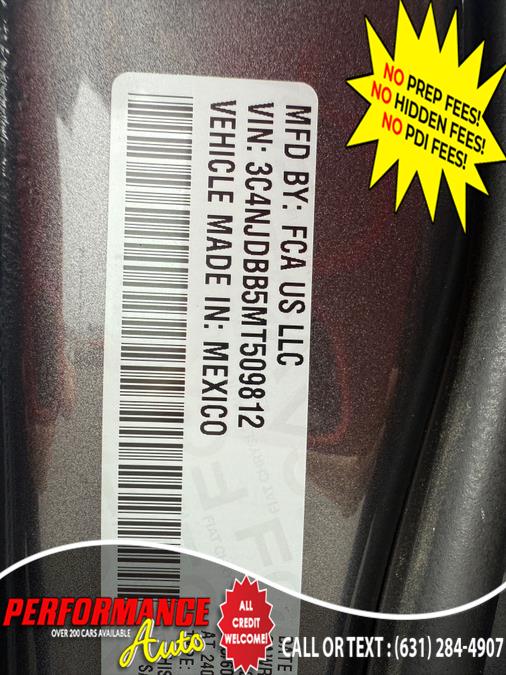 NO PREP FEES!
NO HIDDEN FEES!
NO PDI FEES!
MFD BY: FCA US LLC
VIN: 3C4NJDBB5MT509812
VEHICLE MADE IN: MEXICO
PERFORMANCE
OVER 200 CARS AVAILABLE
Auto
ALL
CREDIT
WELCOME!
CALL OR TEXT : (631) 284-4907